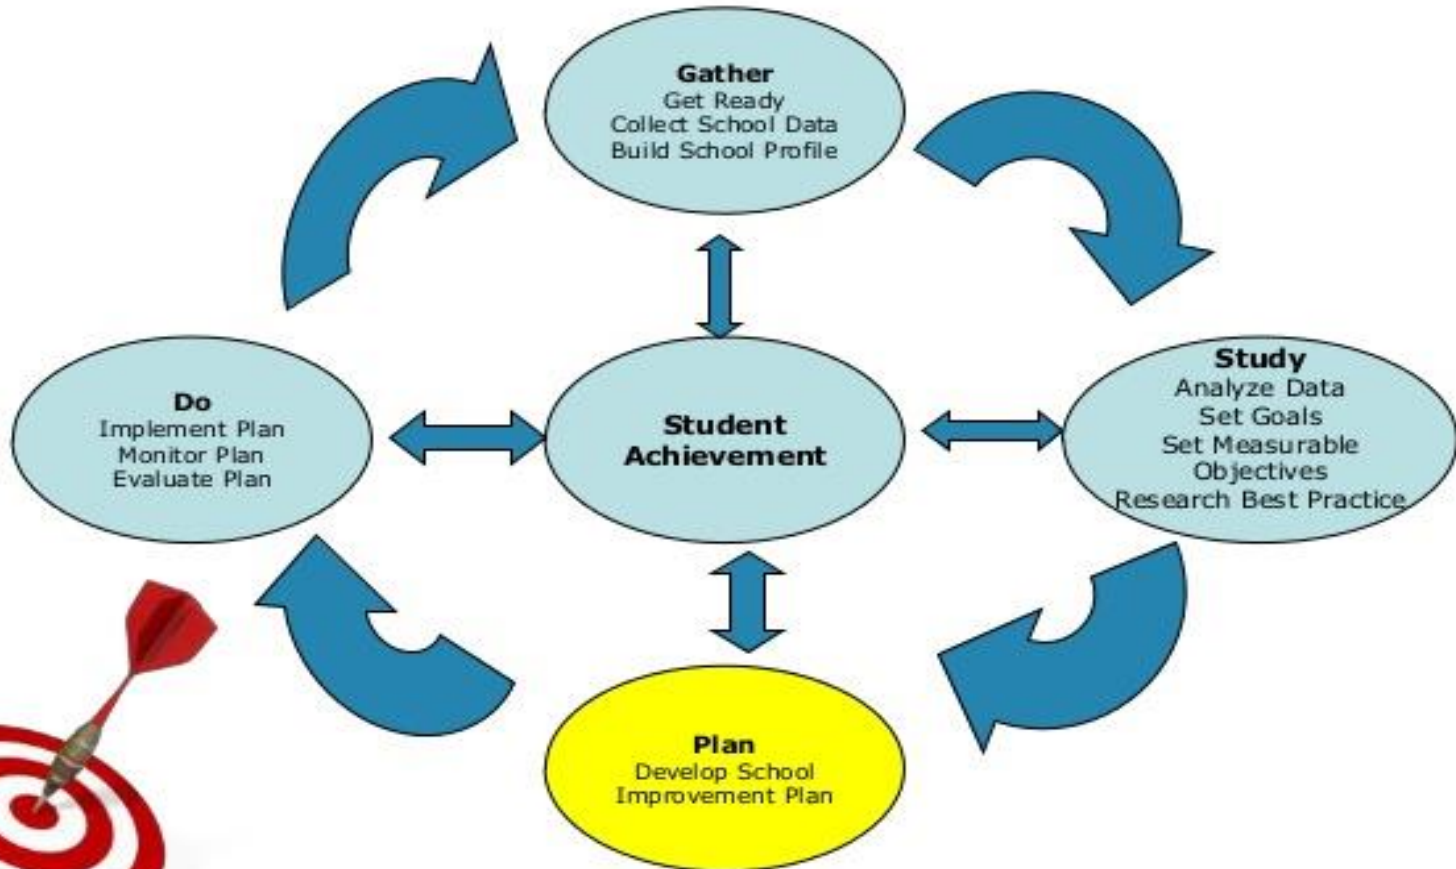 Gather
Get Ready
Collect School Data
Build School Profile
Study
Analyze Data
Set Goals
Set Measurable
Objectives
Research Best Practice
Do
Implement Plan
Monitor Plan
Evaluate Plan
Student
Achievement
Plan
Develop School
Improvement Plan